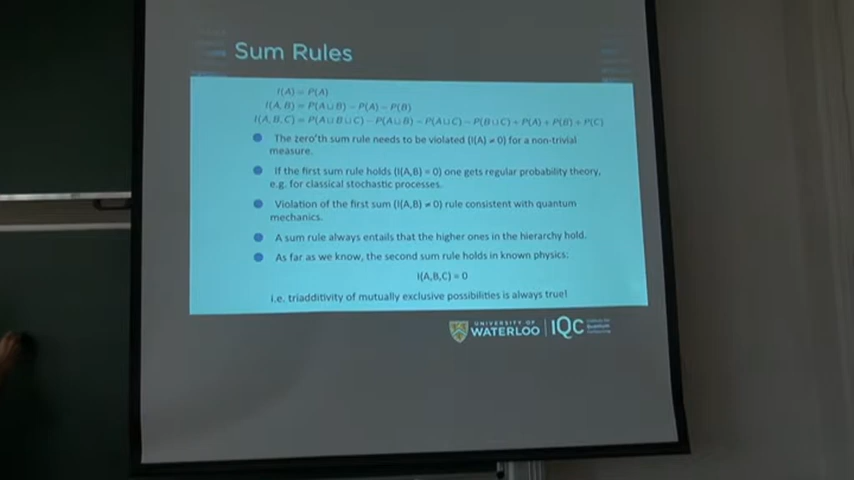 Sum Rules
I(A) = P(A)
I(A, B) = P(A ⊔ B) − P(A) − P(B)
I(A, B, C) = P(A ⊔ B ⊔ C) − P(A ⊔ B) − P(A ⊔ C) − P(B ⊔ C) + P(A) + P(B) + P(C)
The zero'th sum rule needs to be violated (I(A) ≠ 0) for a non-trivial
measure.
If the first sum rule holds (I(A,B) = 0) one gets regular probability theory,
e.g. for classical stochastic processes.
Violation of the first sum (I(A,B) ≠ 0) rule consistent with quantum
mechanics.
A sum rule always entails that the higher ones in the hierarchy hold.
As far as we know, the second sum rule holds in known physics:
I(A,B,C) = 0
i.e. triadditivity of mutually exclusive possibilities is always true!
UNIVERSITY OF
WATERLOO
IQC
Institute for
Quantum
Computing